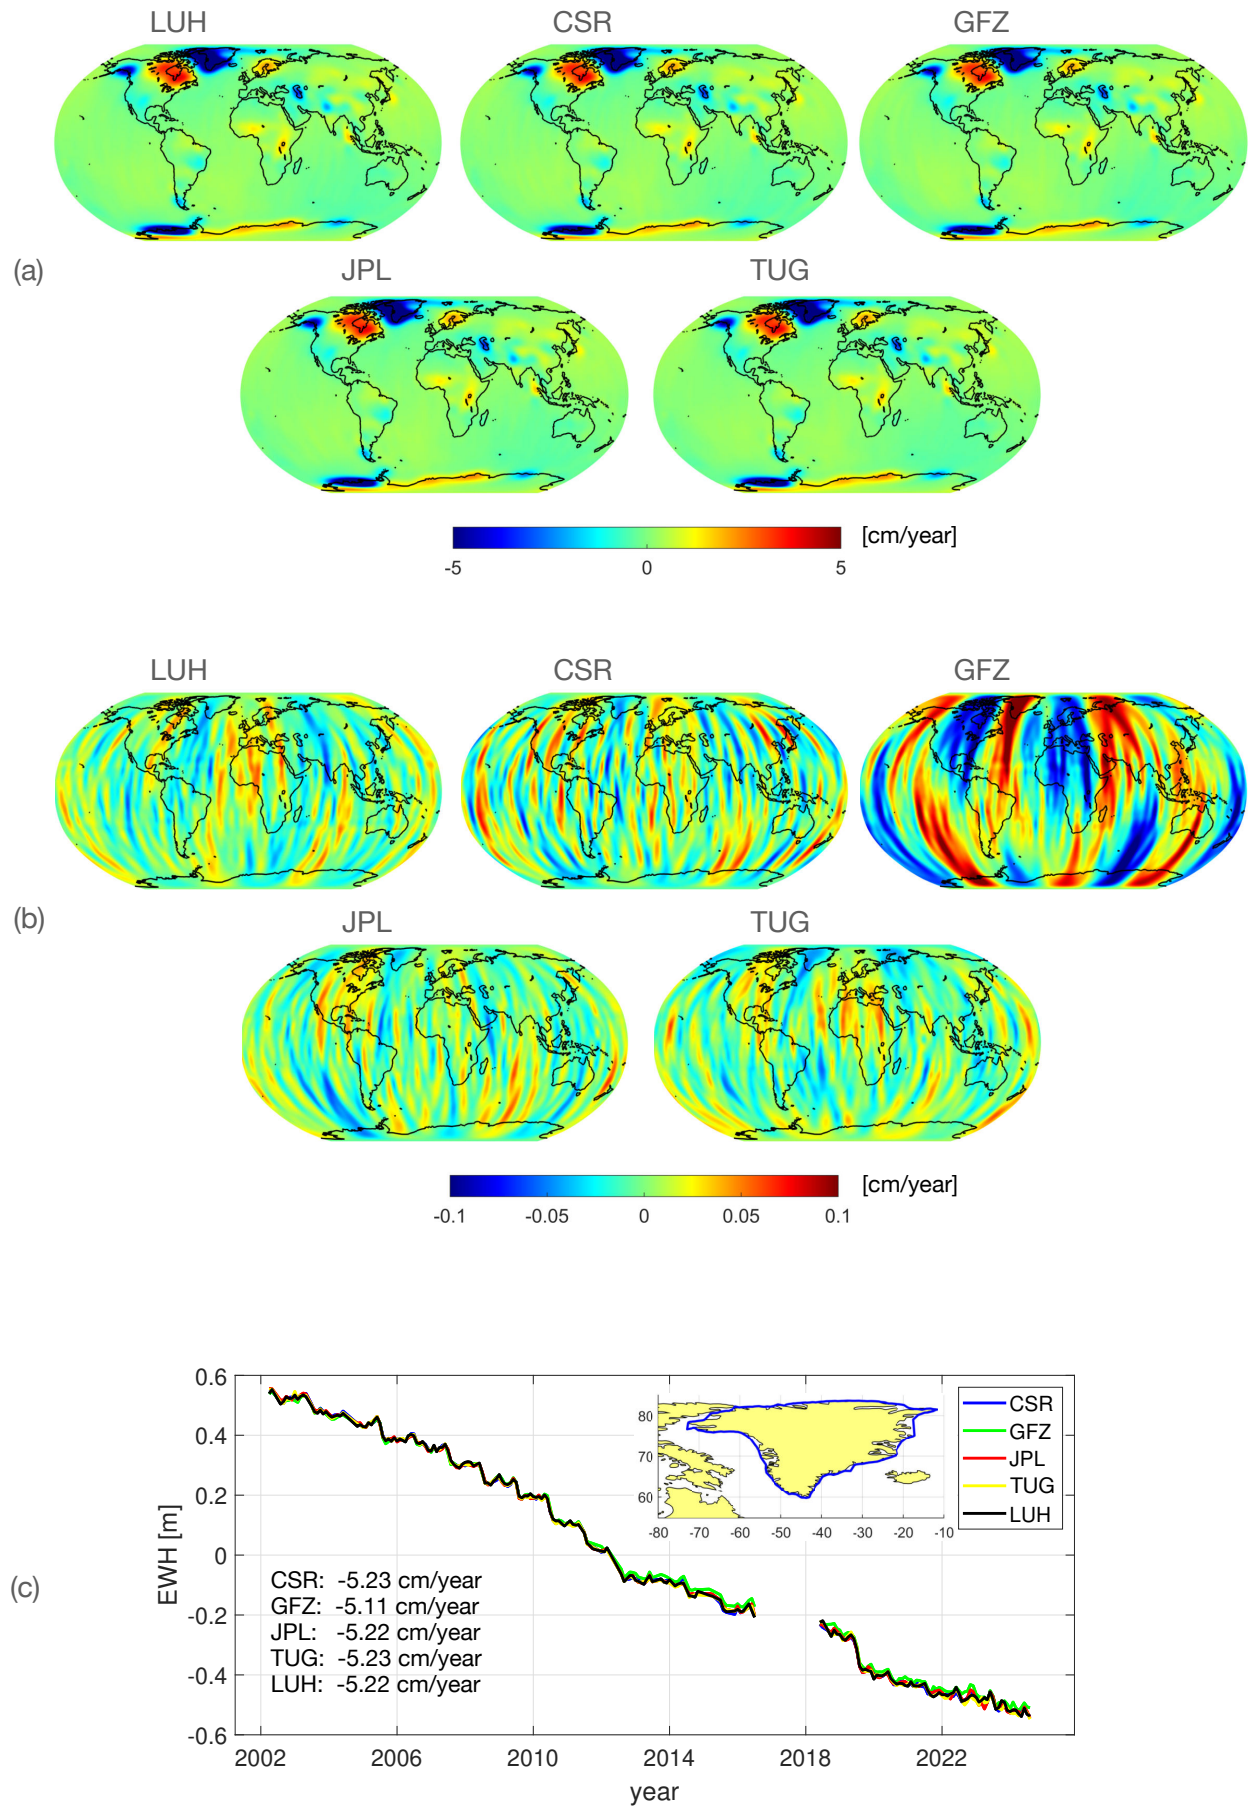 LUH CSR GFZ
(a)
JPL TUG
[cm/year]
-5 0 5
LUH CSR GFZ
(b)
JPL TUG
[cm/year]
-0.1 -0.05 0 0.05 0.1
(c)
EWH [m]
0.6
0.4
0.2
0
-0.2
-0.4
-0.6
80
70
60
-80 -70 -60 -50 -40 -30 -20 -10
CSR
GFZ
JPL
TUG
LUH
CSR: -5.23 cm/year
GFZ: -5.11 cm/year
JPL: -5.22 cm/year
TUG: -5.23 cm/year
LUH: -5.22 cm/year
2002 2006 2010 2014 2018 2022
year